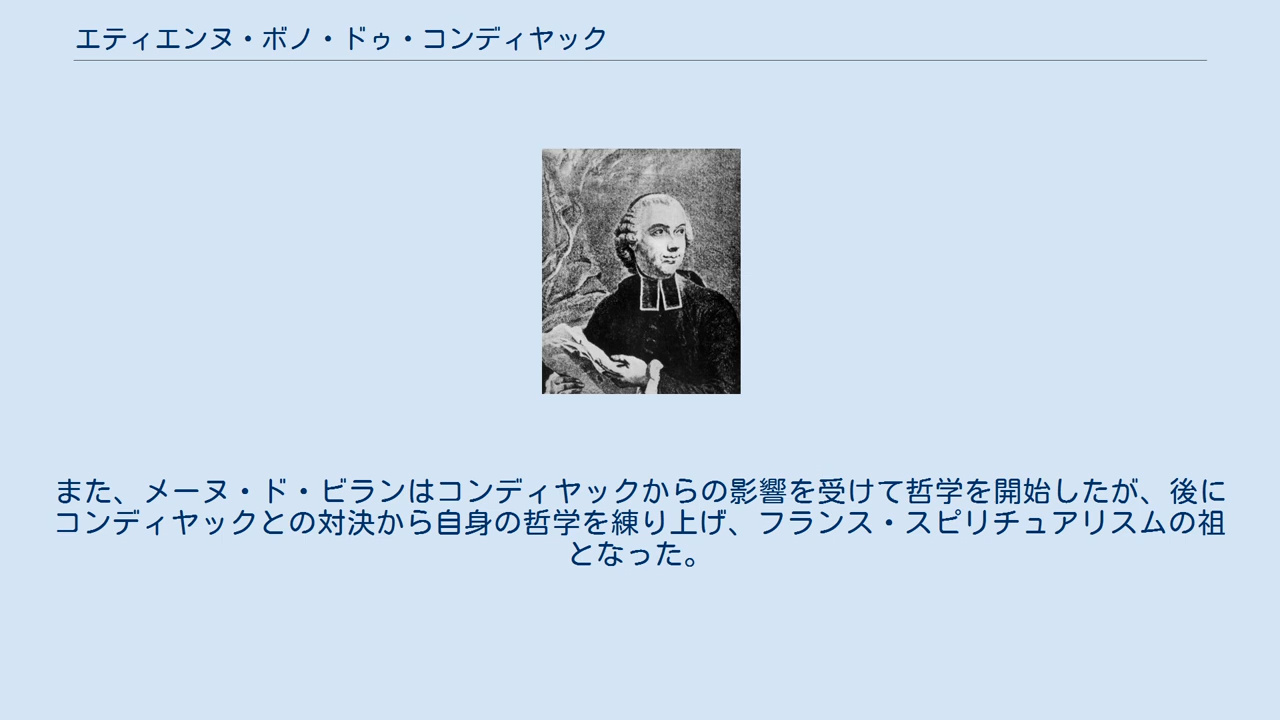 エティエンヌ・ボノ・ドゥ・コンディヤック
また、メーヌ・ド・ビランはコンディヤックからの影響を受けて哲学を開始したが、後に
コンディヤックとの対決から自身の哲学を練り上げ、フランス・スピリチュアリスムの祖
となった。